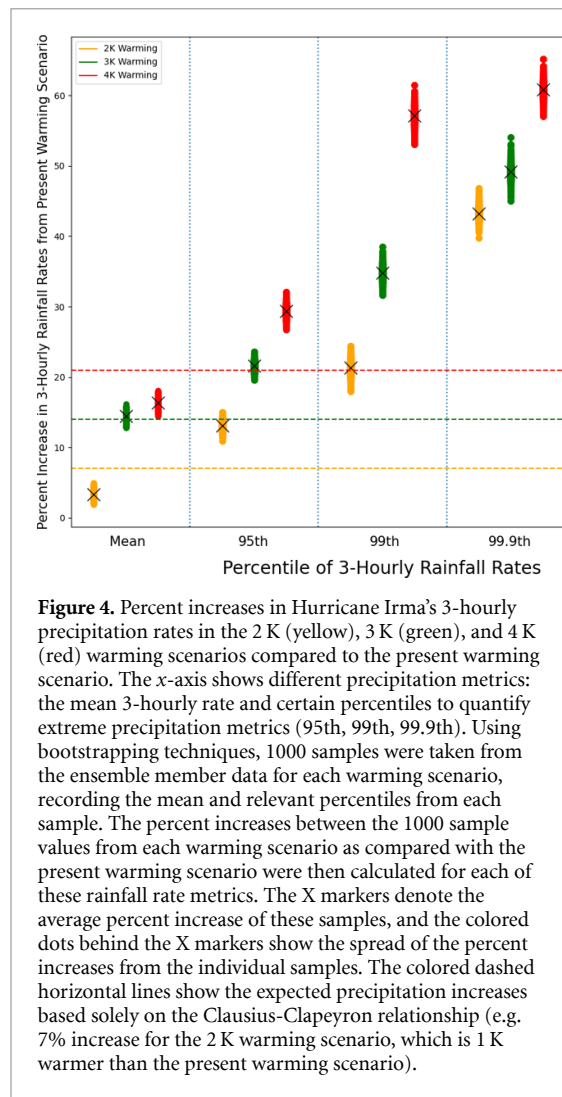 Percent Increase in 3-Hourly Rainfall Rates from Present Warming Scenario
2K Warming
3K Warming
4K Warming
60
50
40
30
20
10
0
Mean 95th 99th 99.9th
Percentile of 3-Hourly Rainfall Rates
Figure 4. Percent increases in Hurricane Irma's 3-hourly
precipitation rates in the 2 K (yellow), 3 K (green), and 4 K
(red) warming scenarios compared to the present warming
scenario. The x-axis shows different precipitation metrics:
the mean 3-hourly rate and certain percentiles to quantify
extreme precipitation metrics (95th, 99th, 99.9th). Using
bootstrapping techniques, 1000 samples were taken from
the ensemble member data for each warming scenario,
recording the mean and relevant percentiles from each
sample. The percent increases between the 1000 sample
values from each warming scenario as compared with the
present warming scenario were then calculated for each of
these rainfall rate metrics. The X markers denote the
average percent increase of these samples, and the colored
dots behind the X markers show the spread of the percent
increases from the individual samples. The colored dashed
horizontal lines show the expected precipitation increases
based solely on the Clausius-Clapeyron relationship (e.g.
7% increase for the 2 K warming scenario, which is 1 K
warmer than the present warming scenario).